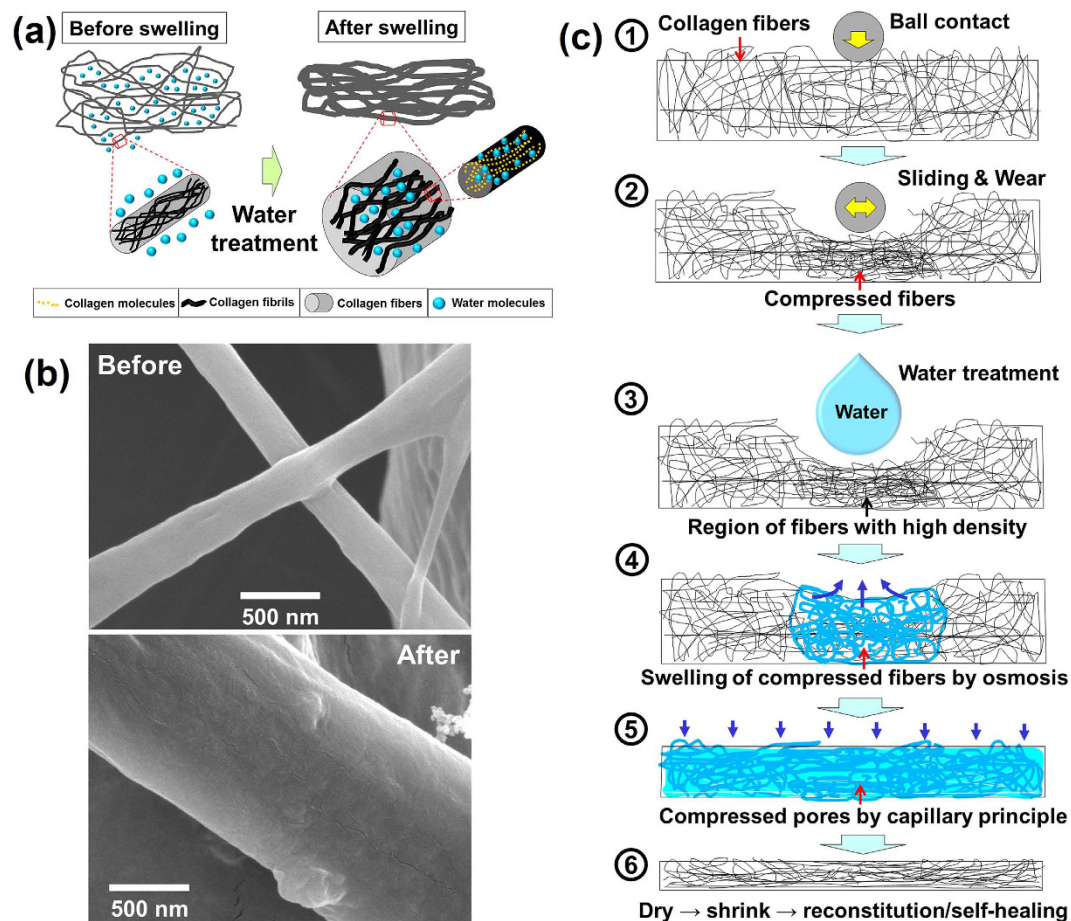 (a)
Before swelling
After swelling
Water
treatment
Collagen molecules
Collagen fibrils
Collagen fibers
Water molecules
(b)
Before
500 nm
After
500 nm
(c)
1
Collagen fibers
Ball contact
2
Sliding & Wear
Compressed fibers
3
Water treatment
Water
Region of fibers with high density
4
Swelling of compressed fibers by osmosis
5
Compressed pores by capillary principle
6
Dry → shrink → reconstitution/self-healing